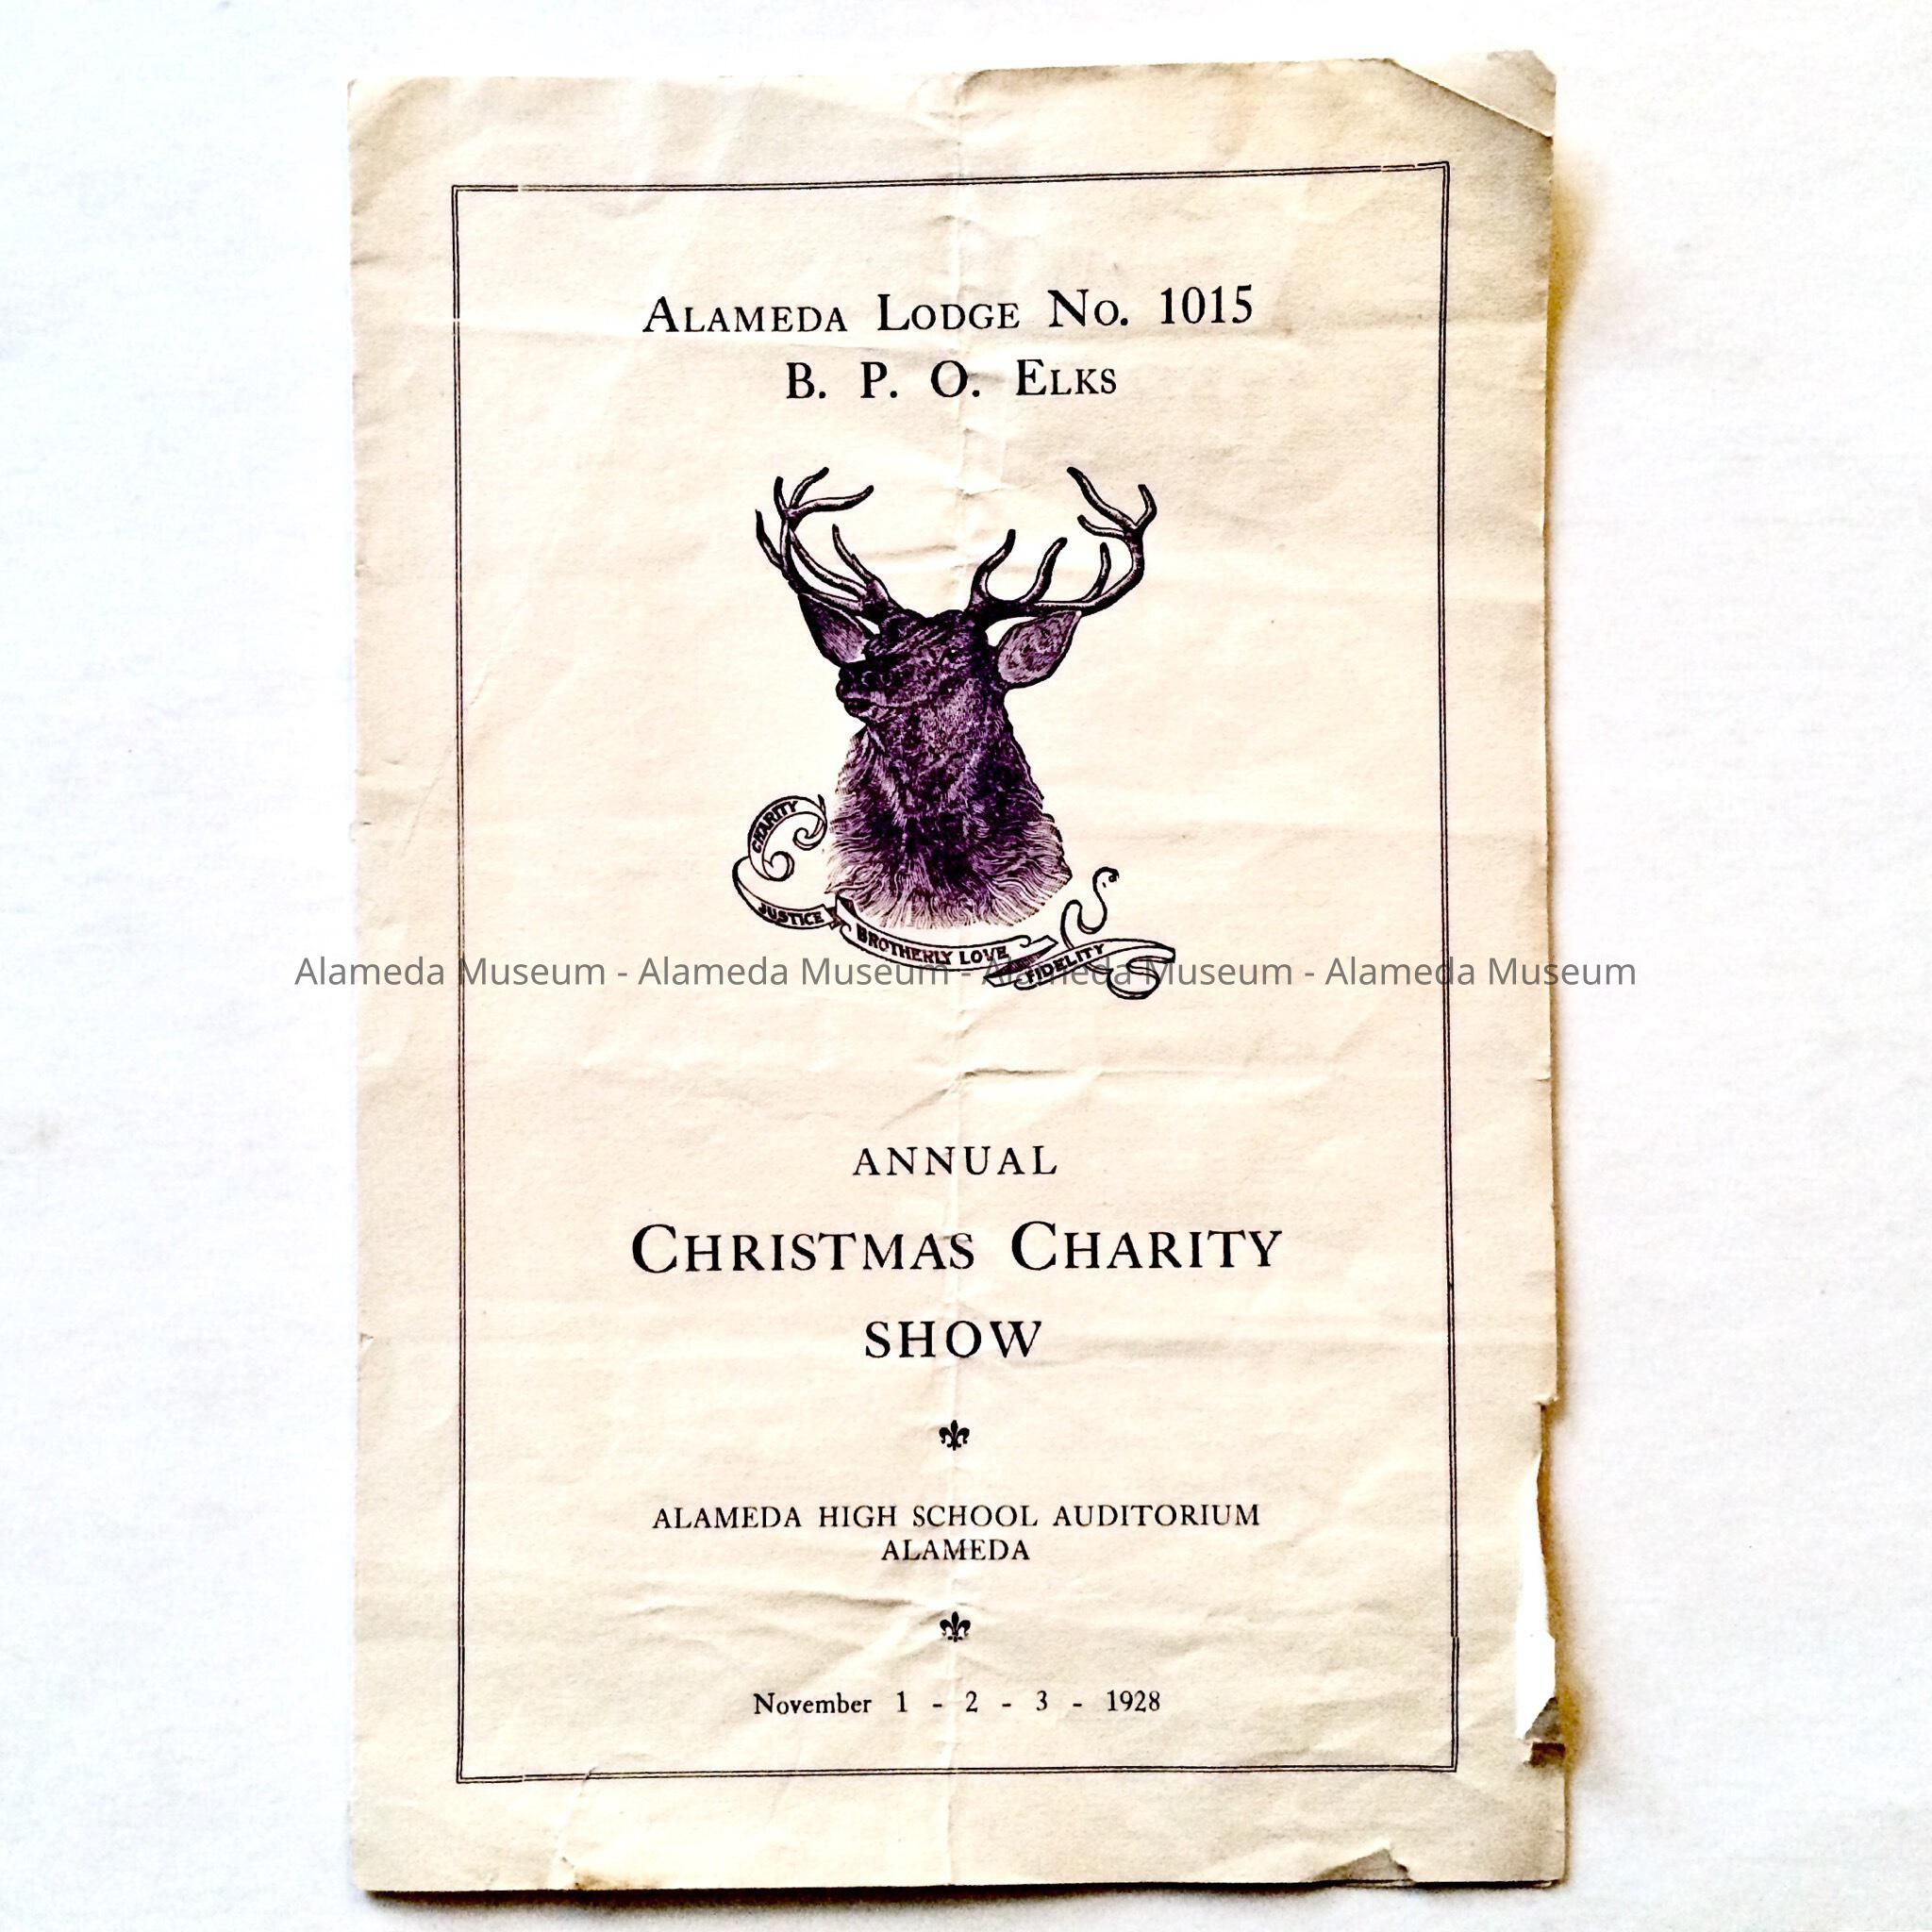 Alameda Lodge No. 1015
B. P. O. Elks
CHARITY
JUSTICE
BROTHERLY LOVE
FIDELITY
Alameda Museum - Alameda Museum - Alameda Museum - Alameda Museum
ANNUAL
Christmas Charity
SHOW
ALAMEDA HIGH SCHOOL AUDITORIUM
ALAMEDA
November 1 - 2 - 3 - 1928